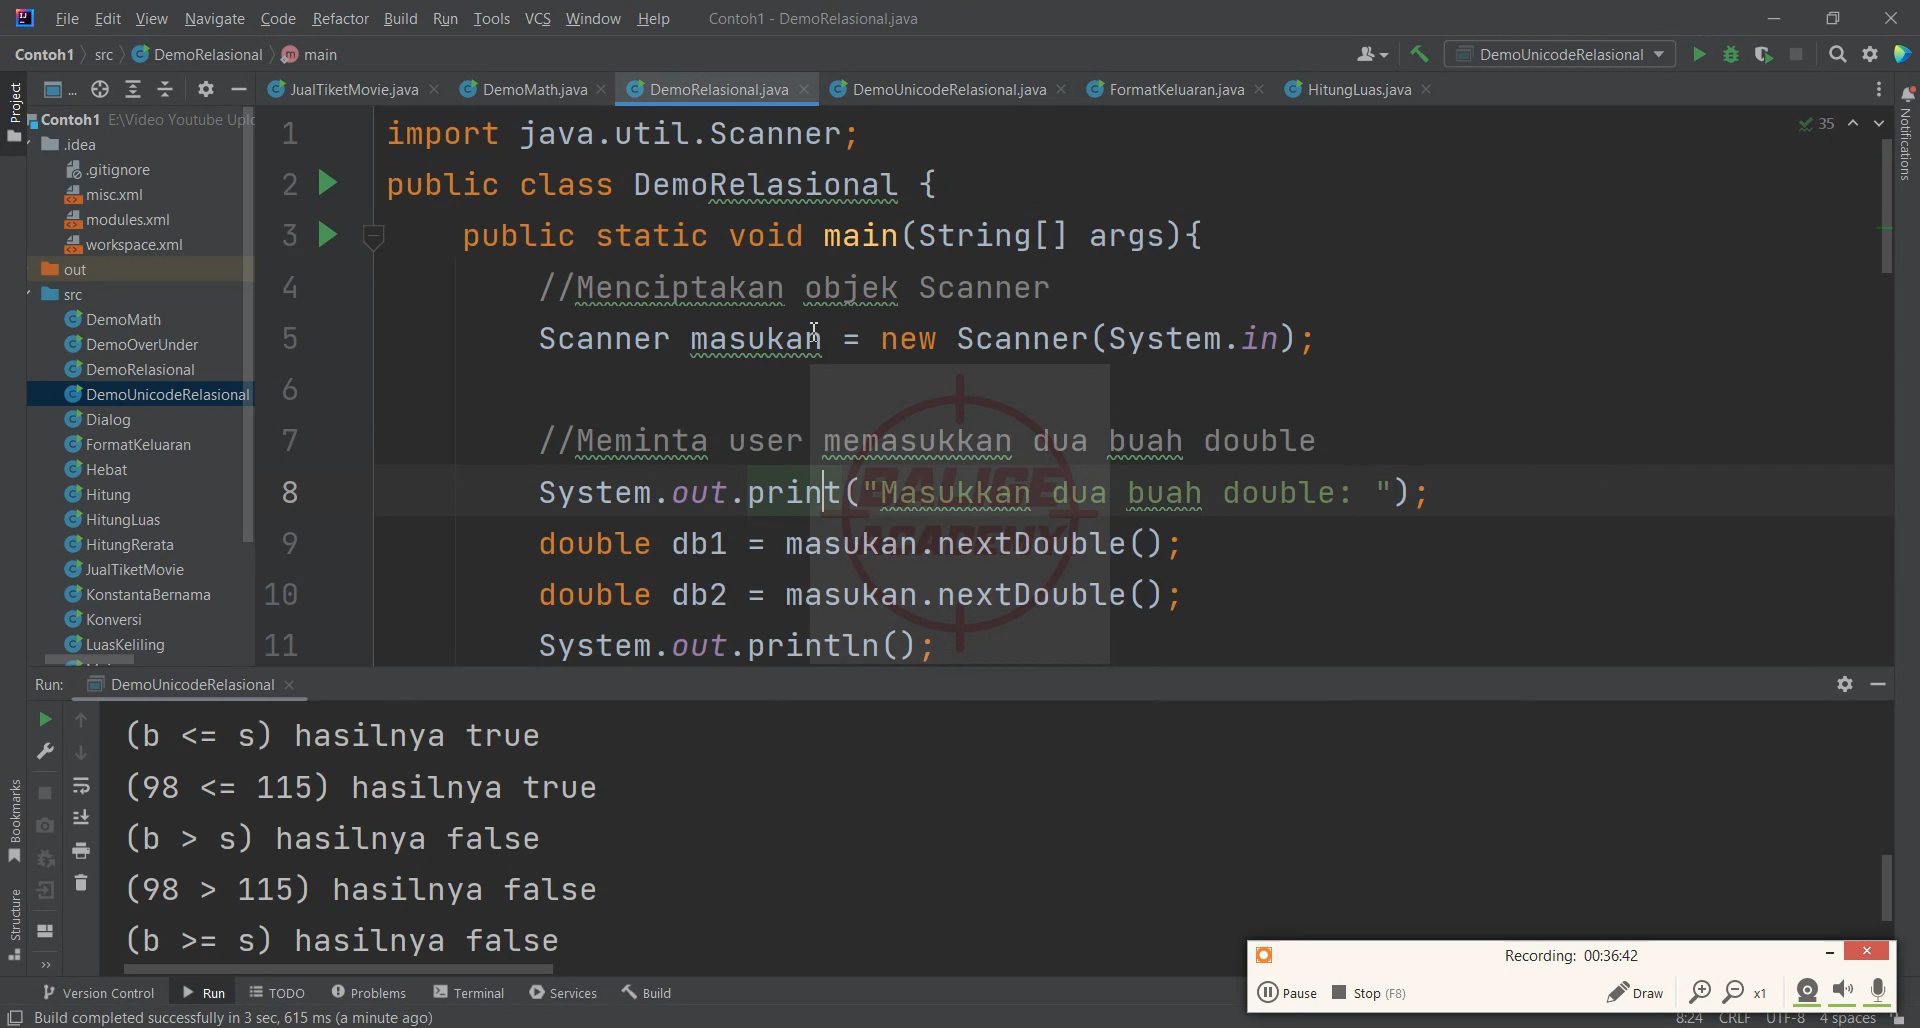 File Edit View Navigate Code Refactor Build Run Tools VCS Window Help Contoh1 - DemoRelasional.java
Contoh1 src DemoRelasional main DemoUnicodeRelasional
Project ... JualTiketMovie.java DemoMath.java DemoRelasional.java DemoUnicodeRelasional.java FormatKeluaran.java HitungLuas.java Notifications
Contoh1 E:\Video Youtube Uplo
.idea
.gitignore
misc.xml
modules.xml
workspace.xml
out
src
DemoMath
DemoOverUnder
DemoRelasional
DemoUnicodeRelasional
Dialog
FormatKeluaran
Hebat
Hitung
HitungLuas
HitungRerata
JualTiketMovie
KonstantaBernama
Konversi
LuasKeliling
35
1 import java.util.Scanner;
2 public class DemoRelasional {
3 public static void main(String[] args){
4 //Menciptakan objek Scanner
5 Scanner masukan = new Scanner(System.in);
6
7 //Meminta user memasukkan dua buah double
8 System.out.print("Masukkan dua buah double: ");
9 double db1 = masukan.nextDouble();
10 double db2 = masukan.nextDouble();
11 System.out.println();
BALIGE
ACADEMY
Run: DemoUnicodeRelasional
(b <= s) hasilnya true
(98 <= 115) hasilnya true
(b > s) hasilnya false
(98 > 115) hasilnya false
(b >= s) hasilnya false
Bookmarks
Structure
Recording: 00:36:42
Pause Stop (F8) Draw x1
Version Control Run TODO Problems Terminal Services Build
Build completed successfully in 3 sec, 615 ms (a minute ago) 8:24 CRLF UTF-8 4 spaces